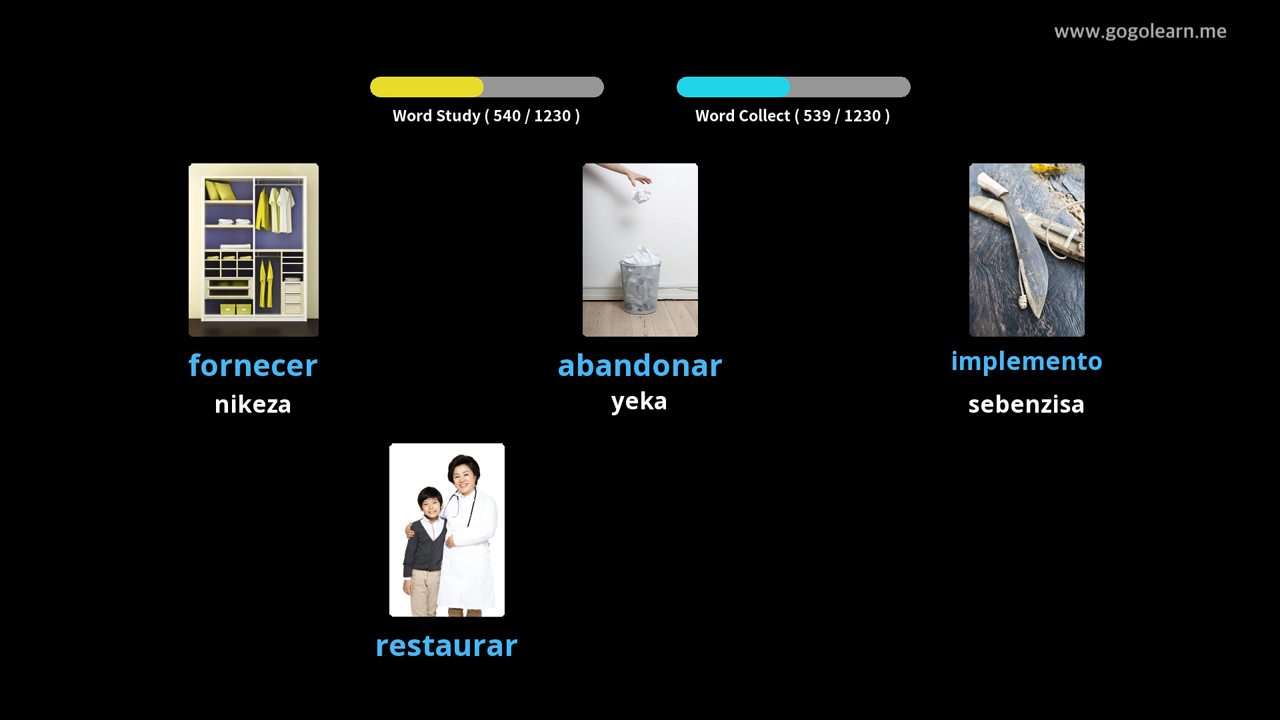 www.gogolearn.me
Word Study ( 540 / 1230 )
Word Collect ( 539 / 1230 )
fornecer
nikeza
abandonar
yeka
implemento
sebenzisa
restaurar